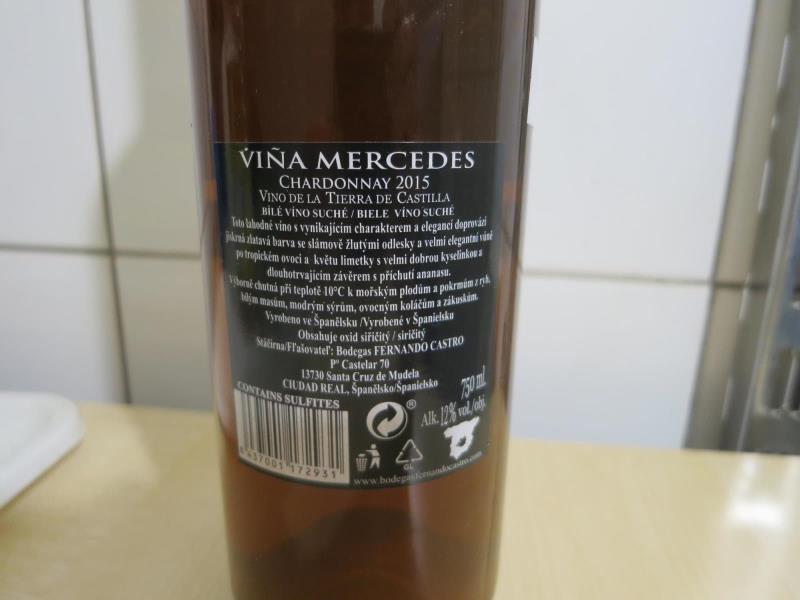 VIÑA MERCEDES
CHARDONNAY 2015
VINO DE LA TIERRA DE CASTILLA
BÍLÉ VÍNO SUCHÉ / BIELE VÍNO SUCHÉ
Toto lahodné víno s vynikajícím charakterem a elegancí doprovází
jiskrná zlatavá barva se slámově žlutými odlesky a velmi elegantní vůně
po tropickém ovoci a květu limetky s velmi dobrou kyselinkou a
dlouhotrvajícím závěrem s příchutí ananasu.
Výborně chutná při teplotě 10°C k mořským plodům a pokrmům z ryb,
bílým masům, modrým sýrům, ovocným koláčům a zákuskům.
Vyrobeno ve Španělsku /Vyrobené v Španielsku
Obsahuje oxid siřičitý / siričitý
Stáčírna/Fľašovateľ: Bodegas FERNANDO CASTRO
Pº Castelar 70
13730 Santa Cruz de Mudela
CIUDAD REAL, Španělsko/Španielsko
750 ml.
Alk. 12% vol./obj.
CONTAINS SULFITES
®
GL
8 437001 172931
www.bodegasfernandocastro.com